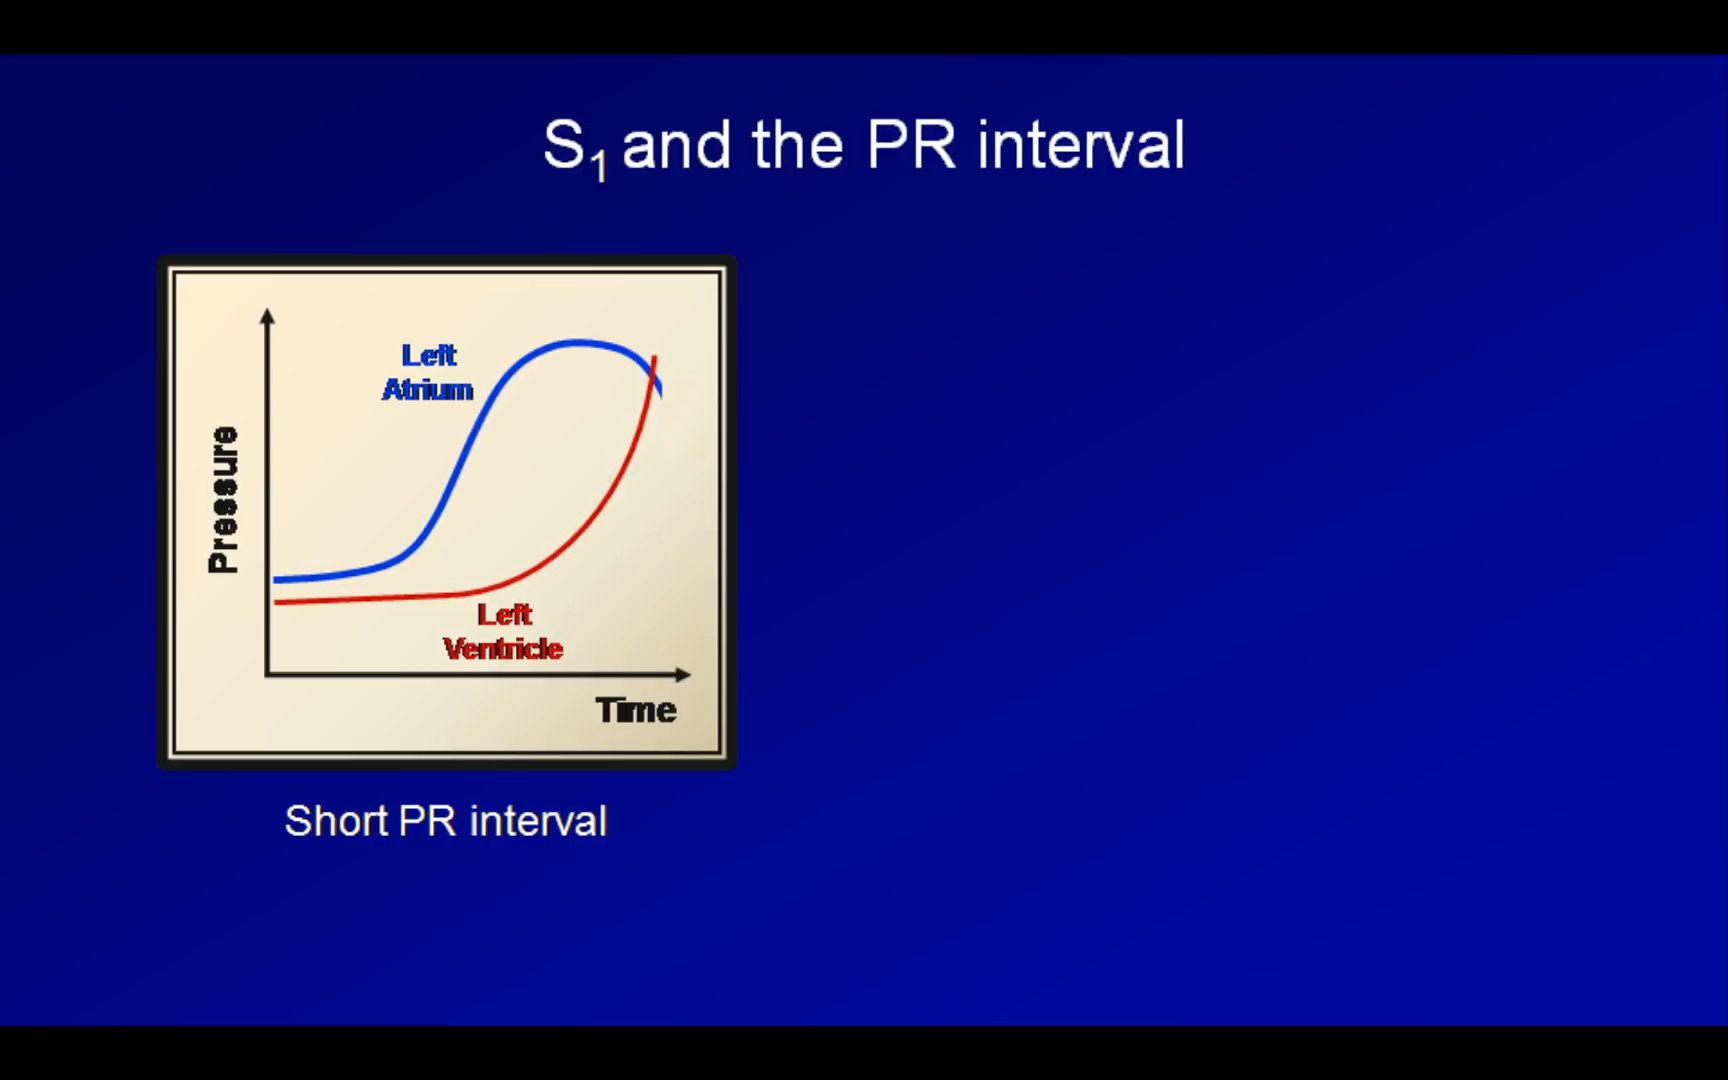 S₁ and the PR interval
Left
Atrium
Pressure
Left
Ventricle
Time
Short PR interval